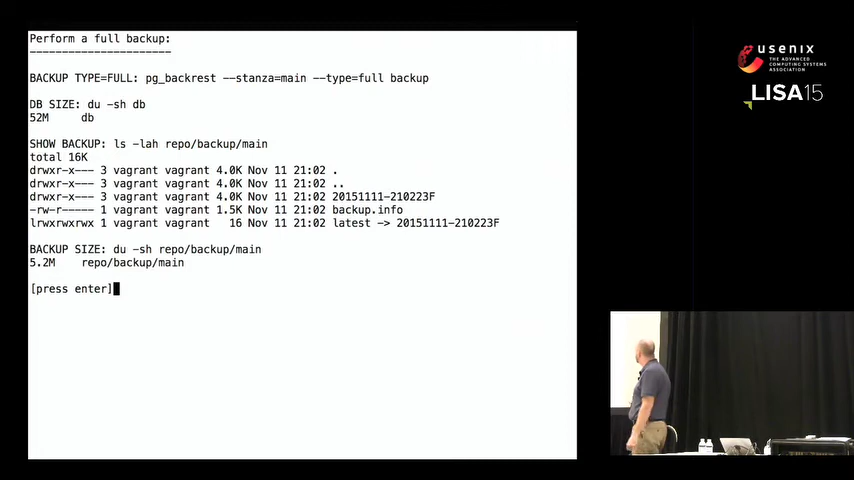 Perform a full backup:
----------------------
BACKUP TYPE=FULL: pg_backrest --stanza=main --type=full backup
DB SIZE: du -sh db
52M     db
SHOW BACKUP: ls -lah repo/backup/main
total 16K
drwxr-x--- 3 vagrant vagrant 4.0K Nov 11 21:02 .
drwxr-x--- 3 vagrant vagrant 4.0K Nov 11 21:02 ..
drwxr-x--- 3 vagrant vagrant 4.0K Nov 11 21:02 20151111-210223F
-rw-r----- 1 vagrant vagrant 1.5K Nov 11 21:02 backup.info
lrwxrwxrwx 1 vagrant vagrant   16 Nov 11 21:02 latest -> 20151111-210223F
BACKUP SIZE: du -sh repo/backup/main
5.2M    repo/backup/main
[press enter]
usenix
THE ADVANCED
COMPUTING SYSTEMS
ASSOCIATION
LISA15